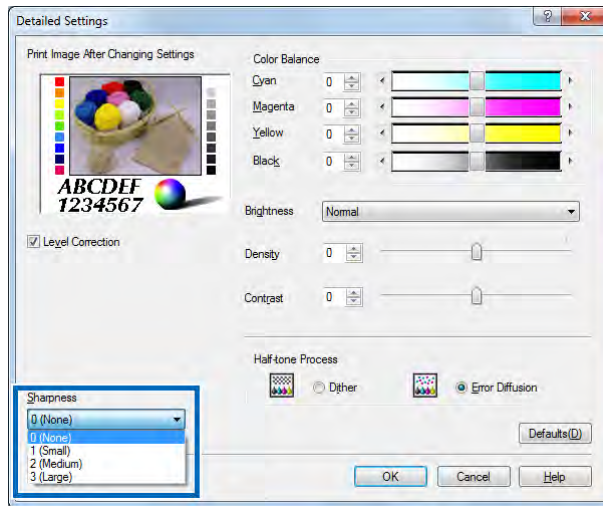 Detailed Settings
Print Image After Changing Settings
ABCDEF
1234567
Level Correction
Color Balance
Cyan 0
Magenta 0
Yellow 0
Black 0
Brightness Normal
Density 0
Contrast 0
Half-tone Process
Dither Error Diffusion
Sharpness
0 (None)
0 (None)
1 (Small)
2 (Medium)
3 (Large)
Defaults(D)
OK Cancel Help